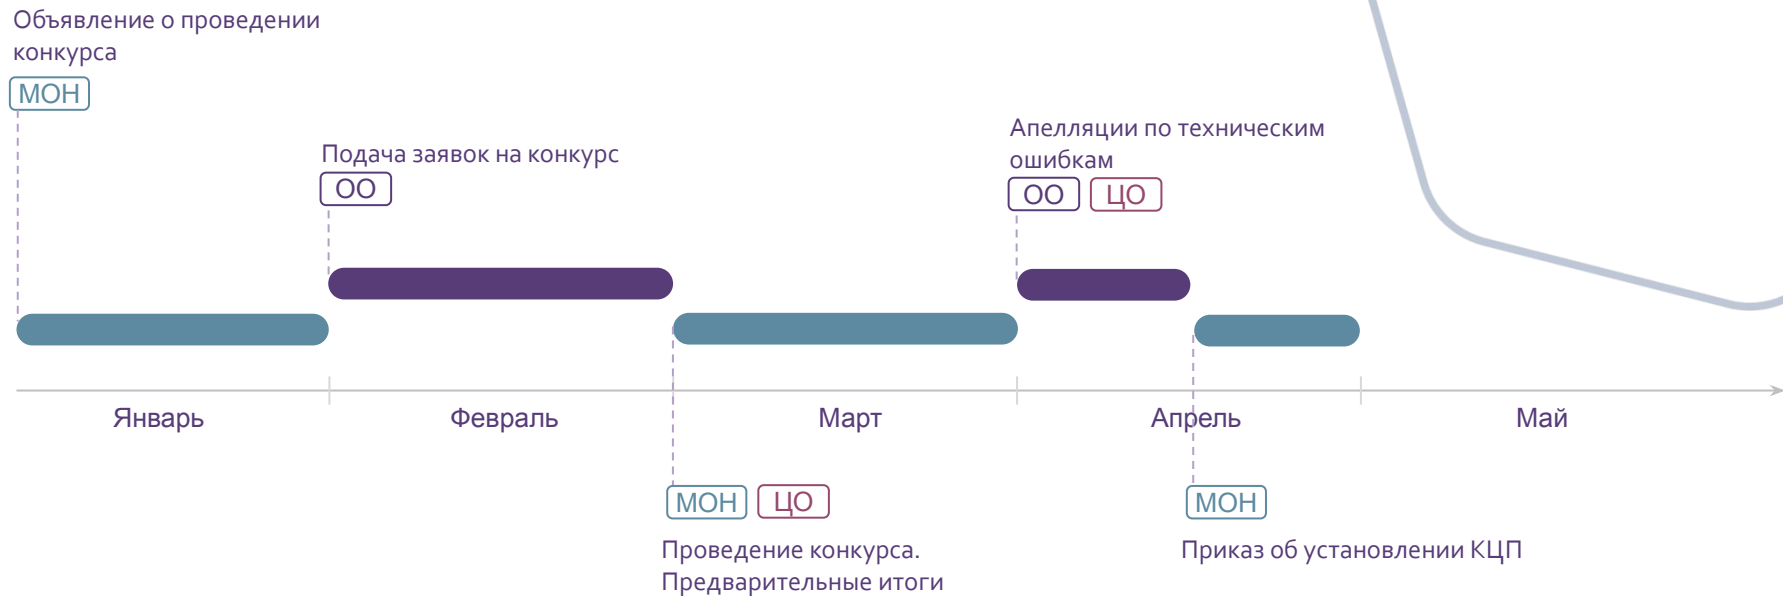 Объявление о проведении
конкурса
МОН
Подача заявок на конкурс
ОО
Апелляции по техническим
ошибкам
ОО ЦО
Январь Февраль Март Апрель Май
МОН ЦО
Проведение конкурса.
Предварительные итоги
МОН
Приказ об установлении КЦП